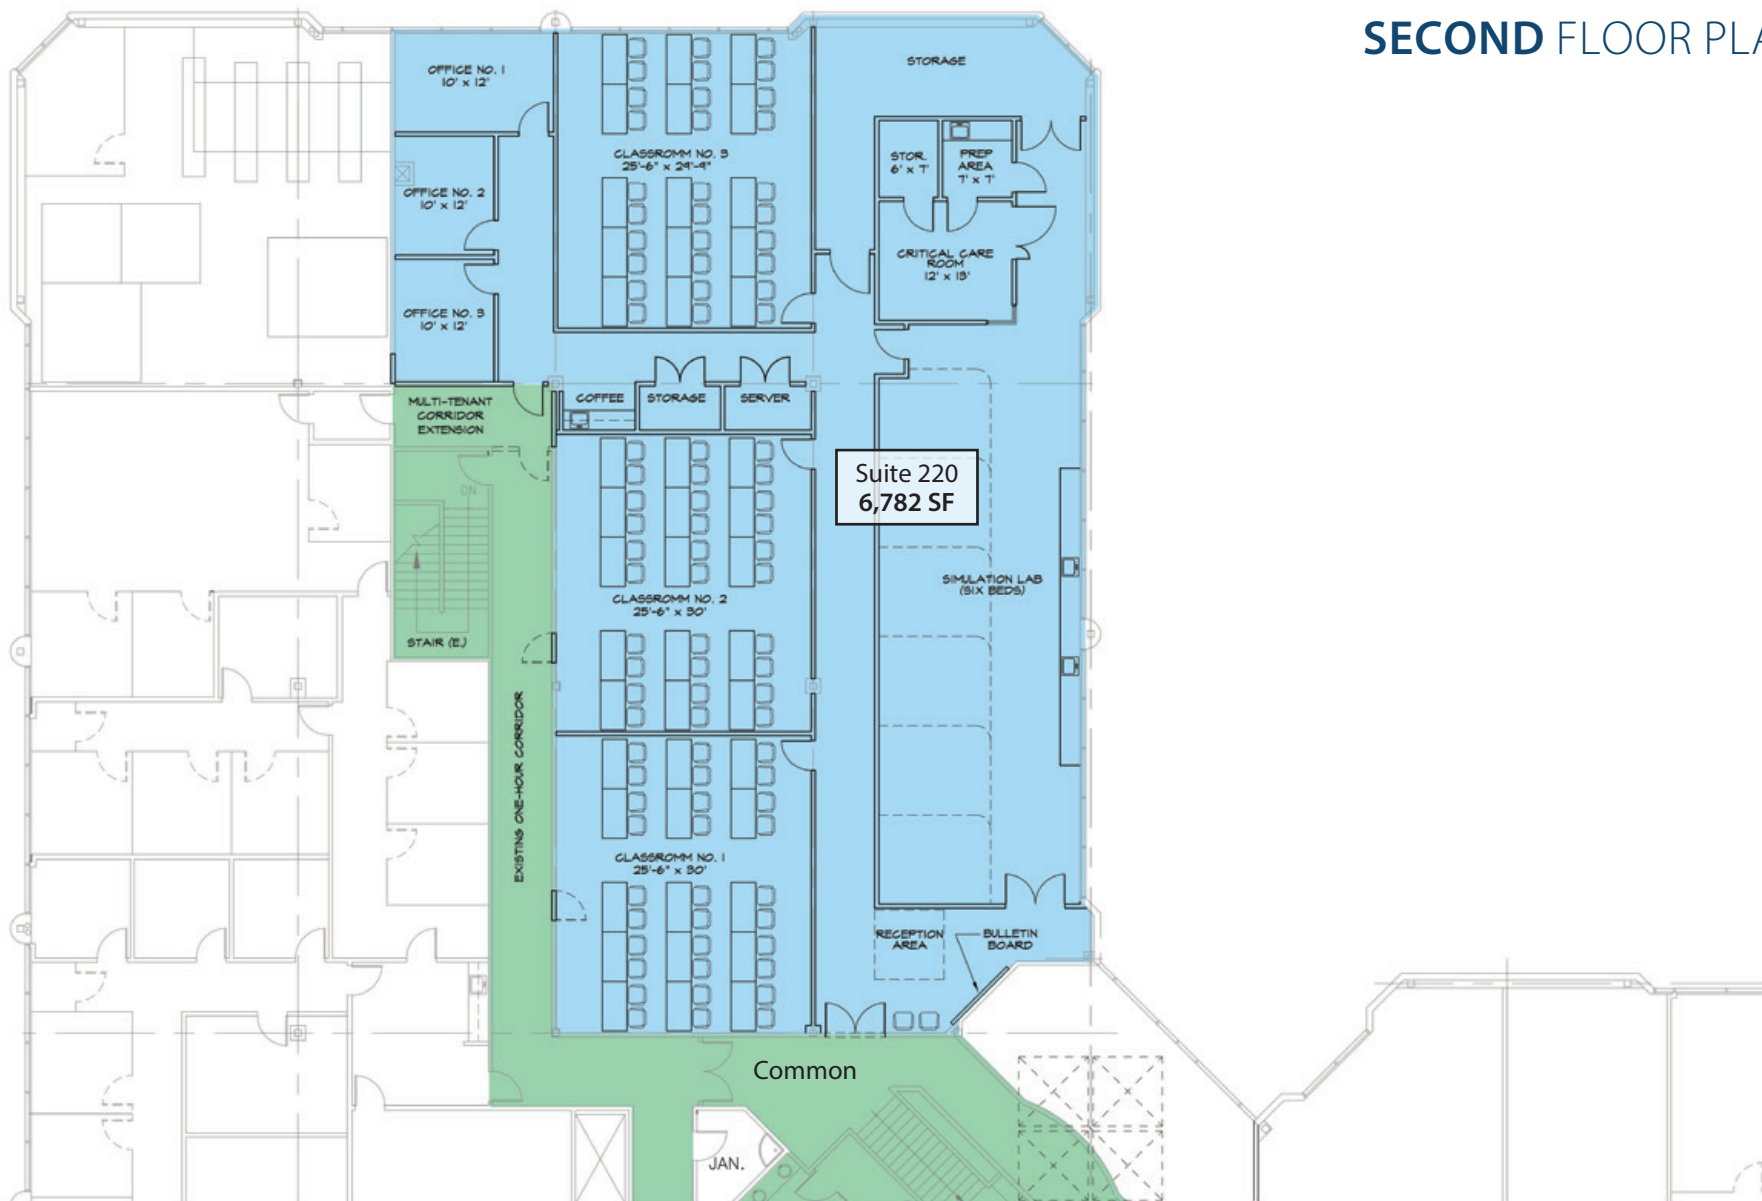 SECOND FLOOR PLA
OFFICE NO. 1
10' x 12'
STORAGE
CLASSROMM NO. 3
25'-6" x 29'-9"
STOR.
6' x 7'
PREP
AREA
7' x 7'
OFFICE NO. 2
10' x 12'
CRITICAL CARE
ROOM
12' x 13'
OFFICE NO. 3
10' x 12'
MULTI-TENANT
CORRIDOR
EXTENSION
COFFEE
STORAGE
SERVER
Suite 220
6,782 SF
DN
SIMULATION LAB
(SIX BEDS)
CLASSROMM NO. 2
25'-6" x 30'
STAIR (E.)
EXISTING ONE-HOUR CORRIDOR
CLASSROMM NO. 1
25'-6" x 30'
RECEPTION
AREA
BULLETIN
BOARD
Common
JAN.